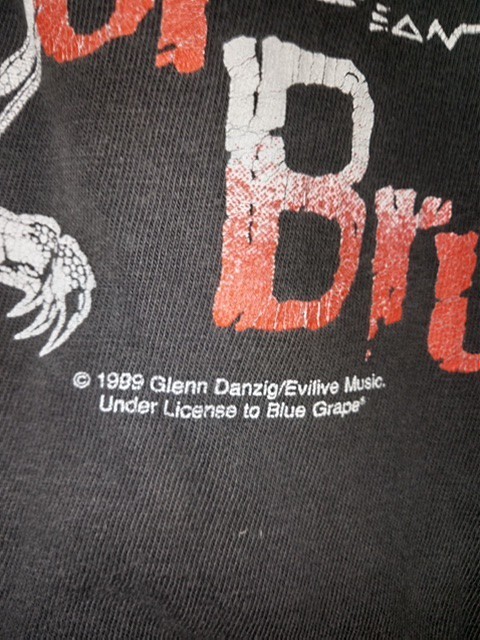 Bru
© 1999 Glenn Danzig/Evilive Music.
Under License to Blue Grape®